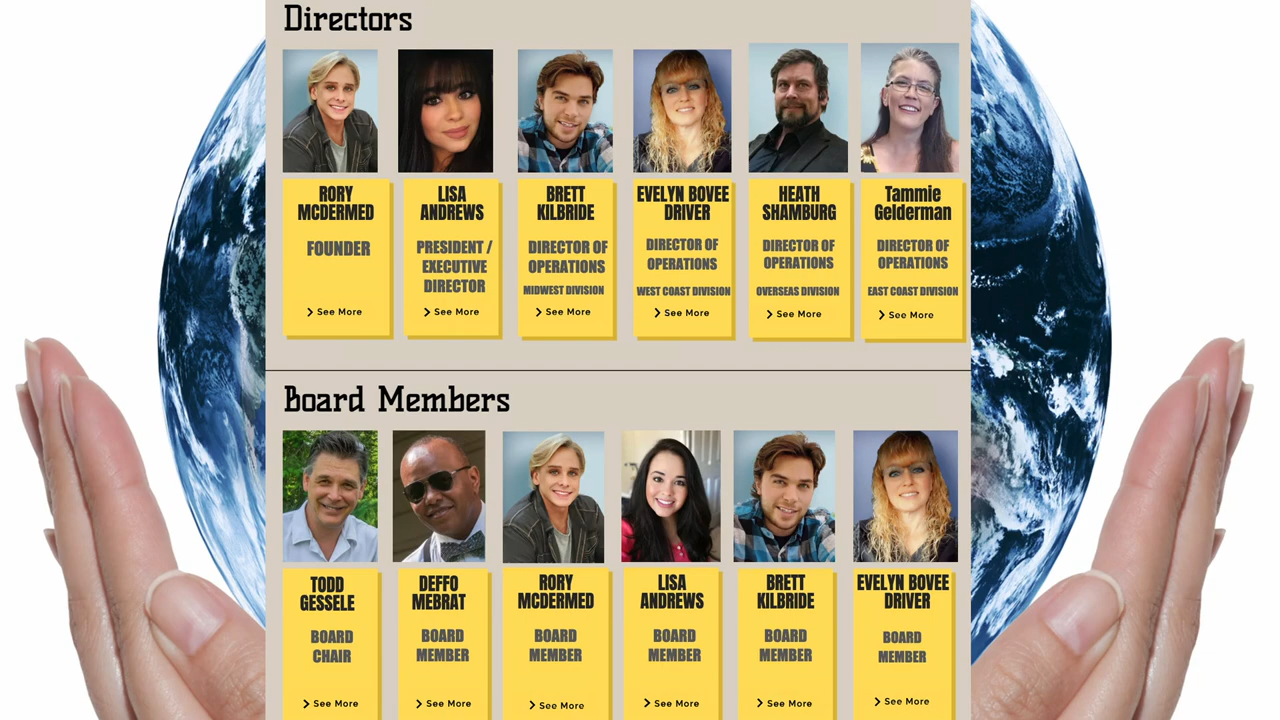 Directors
RORY
MCDERMED
FOUNDER
See More
LISA
ANDREWS
PRESIDENT /
EXECUTIVE
DIRECTOR
See More
BRETT
KILBRIDE
DIRECTOR OF
OPERATIONS
MIDWEST DIVISION
See More
EVELYN BOVEE
DRIVER
DIRECTOR OF
OPERATIONS
WEST COAST DIVISION
See More
HEATH
SHAMBURG
DIRECTOR OF
OPERATIONS
OVERSEAS DIVISION
See More
Tammie
Gelderman
DIRECTOR OF
OPERATIONS
EAST COAST DIVISION
See More
Board Members
TODD
GESSELE
BOARD
CHAIR
See More
DEFFO
MEBRAT
BOARD
MEMBER
See More
RORY
MCDERMED
BOARD
MEMBER
See More
LISA
ANDREWS
BOARD
MEMBER
See More
BRETT
KILBRIDE
BOARD
MEMBER
See More
EVELYN BOVEE
DRIVER
BOARD
MEMBER
See More